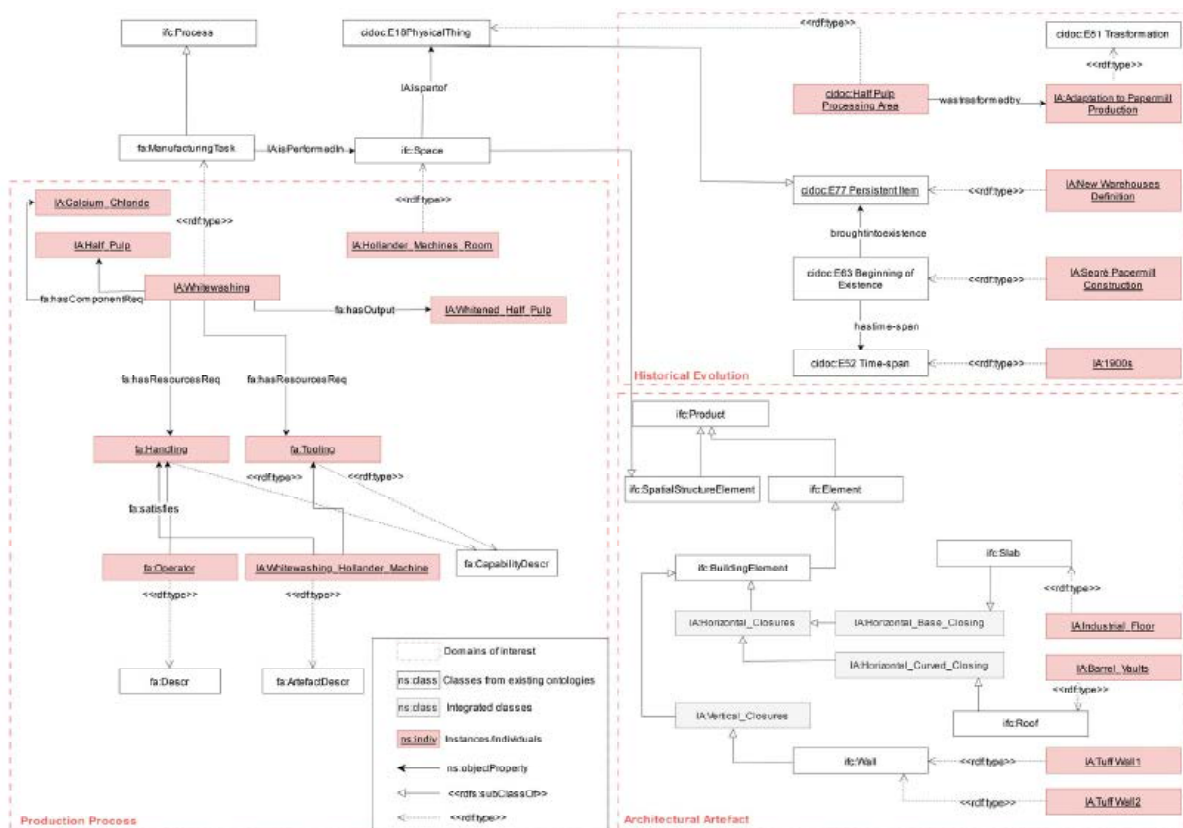 <<rdf:type>>
ifc:Process
cidoc:E18PhysicalThing
cidoc:E81 Trasformation
<<rdf:type>>
IA:ispartof
cidoc:Half Pulp
Processing Area
wastrasformedby
IA:Adaptation to Papermill
Production
fa:ManufacturingTask
IA:isPerformedIn
ifc:Space
IA:Calcium_Chloride
<<rdf:type>>
<<rdf:type>>
cidoc:E77 Persistent Item
<<rdf:type>>
IA:New Warehouses
Definition
IA:Half_Pulp
IA:Hollander_Machines_Room
broughtintoexistence
IA:Whitewashing
cidoc:E63 Beginning of
Existence
<<rdf:type>>
Construction
fa:hasComponentReq
fa:hasOutput
IA:Whitened_Half_Pulp
hastime-span
cidoc:E52 Time-span
<<rdf:type>>
IA:1900s
fa:hasResourcesReq
fa:hasResourcesReq
Historical Evolution
ifc:Product
fa:Handling
fa:Tooling
<<rdf:type>>
<<rdf:type>>
ifc:SpatialStructureElement
ifc:Element
fa:satisfies
fa:Operator
IA:Whitewashing_Hollander_Machine
fa:CapabilityDescr
ifc:BuildingElement
ifc:Slab
<<rdf:type>>
<<rdf:type>>
<<rdf:type>>
IA:Horizontal_Closures
IA:Horizontal_Base_Closing
IA:Industrial_Floor
Domains of interest
IA:Horizontal_Curved_Closing
IA:Barrel_Vaults
<<rdf:type>>
fa:Descr
fa:ArtefactDescr
ns:class
Classes from existing ontologies
ns:class
Integrated classes
IA:Vertical_Closures
ifc:Roof
ns:indiv
Instances/Individuals
ns:objectProperty
ifc:Wall
<<rdf:type>>
IA:Tuff Wall1
<<rdfs:subClassOf>>
<<rdf:type>>
IA:Tuff Wall2
<<rdf:type>>
Production Process
Architectural Artefact